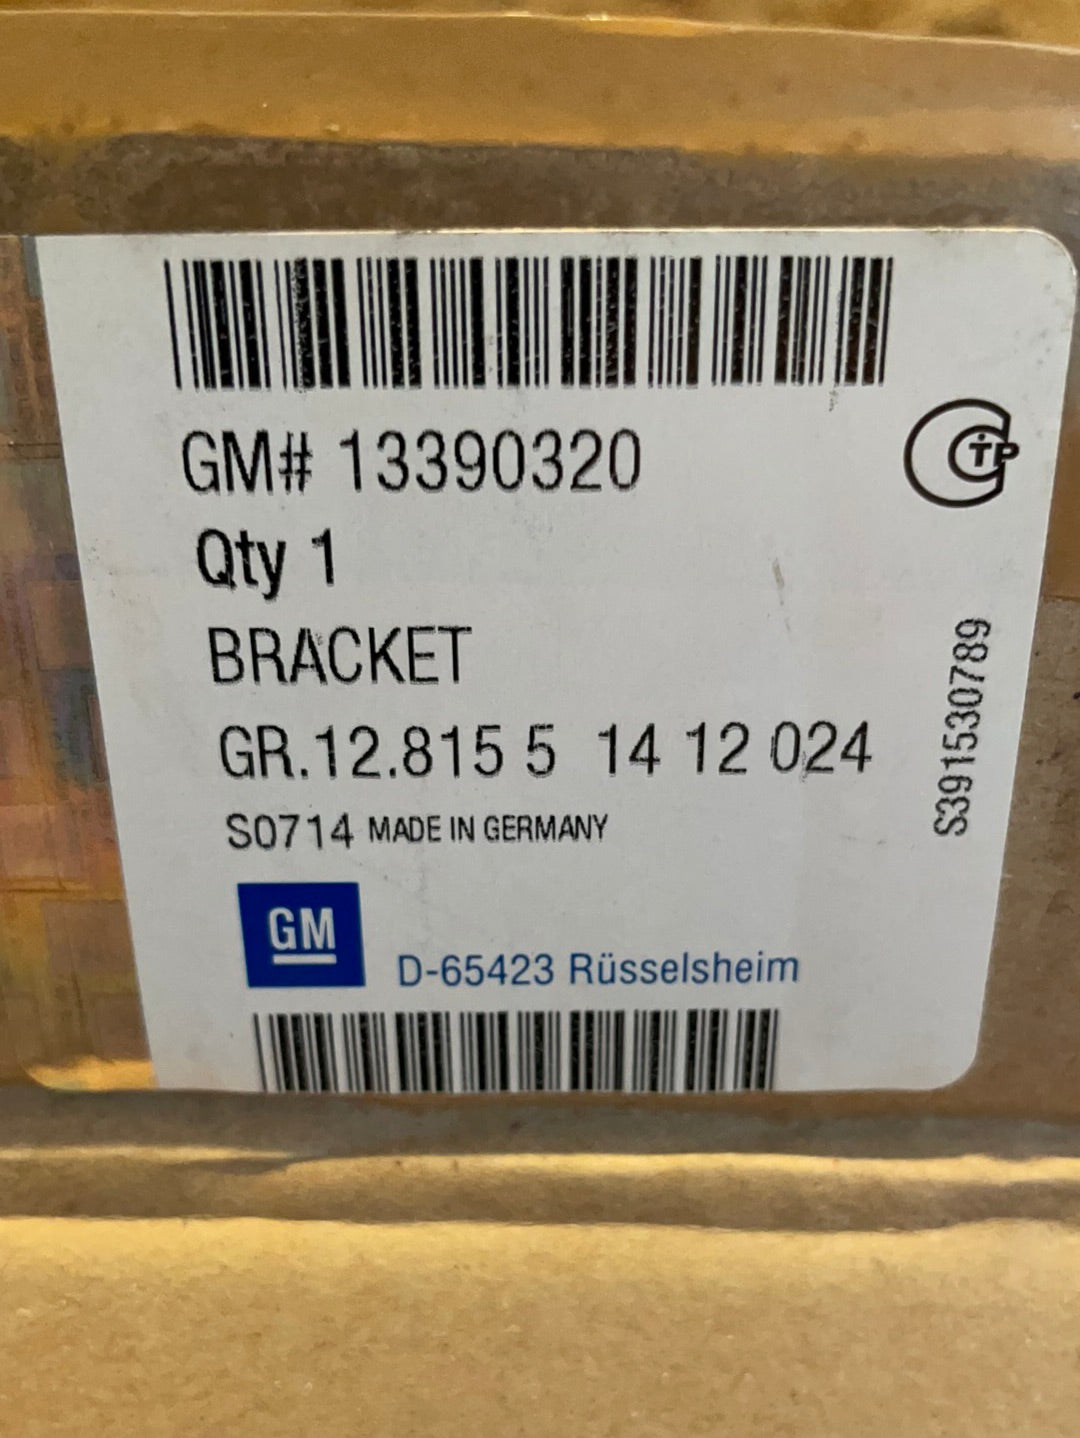 GM# 13390320
Qty 1
BRACKET
GR.12.815 5 14 12 024
S0714 MADE IN GERMANY
GM
D-65423 Rüsselsheim
S391530789
СТР